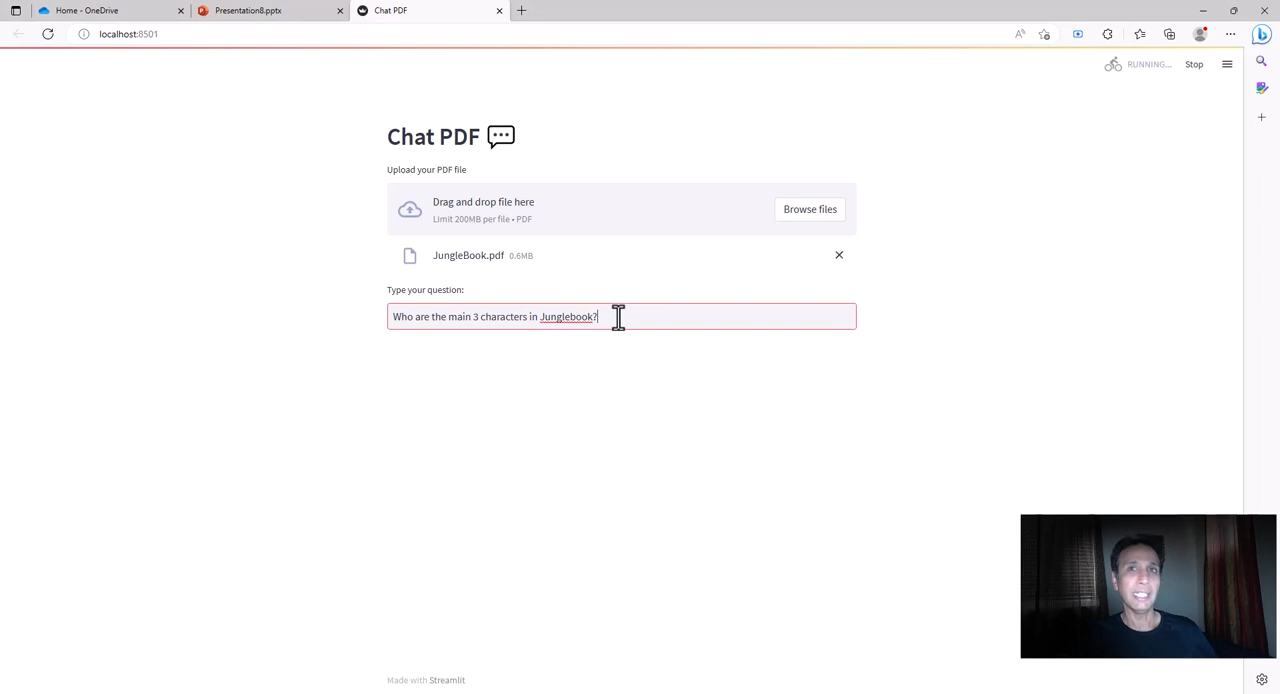 Home - OneDrive
Presentation8.pptx
Chat PDF
localhost:8501
RUNNING...
Stop
Chat PDF
Upload your PDF file
Drag and drop file here
Limit 200MB per file • PDF
Browse files
JungleBook.pdf 0.6MB
Type your question:
Who are the main 3 characters in Junglebook?
Made with Streamlit